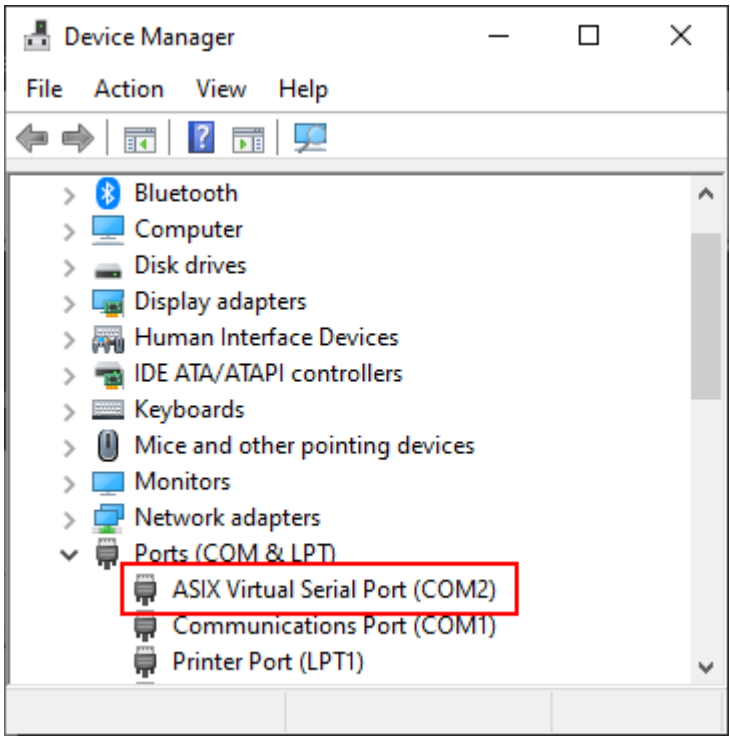 Device Manager
File Action View Help
Bluetooth
Computer
Disk drives
Display adapters
Human Interface Devices
IDE ATA/ATAPI controllers
Keyboards
Mice and other pointing devices
Monitors
Network adapters
Ports (COM & LPT)
ASIX Virtual Serial Port (COM2)
Communications Port (COM1)
Printer Port (LPT1)